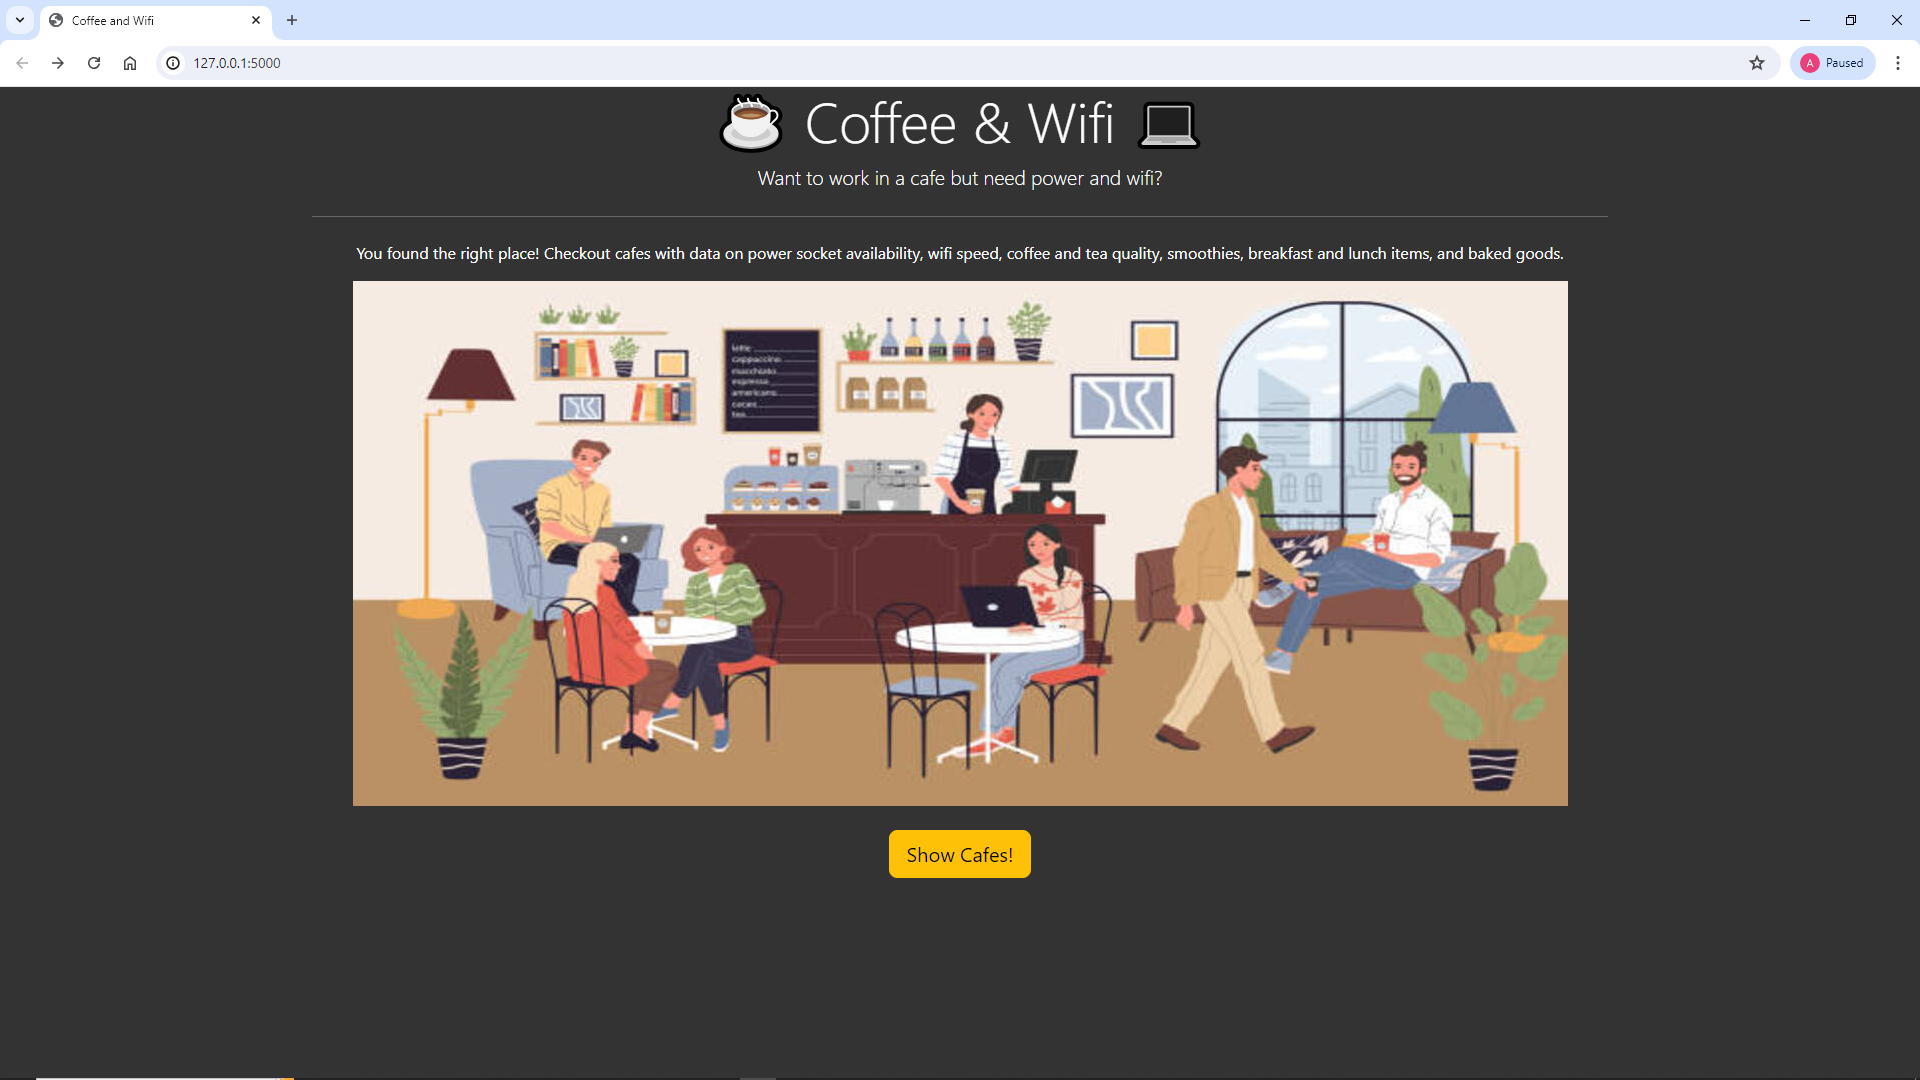 Coffee and Wifi
127.0.0.1:5000
A Paused
Coffee & Wifi
Want to work in a cafe but need power and wifi?
You found the right place! Checkout cafes with data on power socket availability, wifi speed, coffee and tea quality, smoothies, breakfast and lunch items, and baked goods.
latte
cappuccino
macchiato
espresso
americano
cacao
tea
Show Cafes!